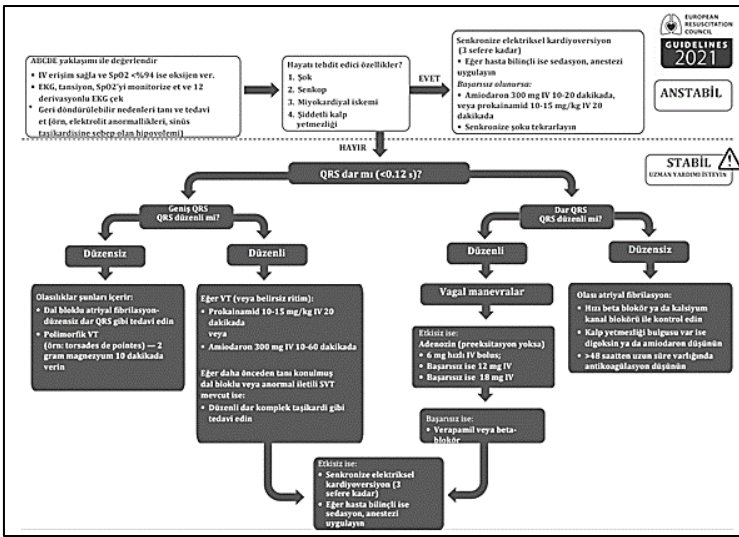 EUROPEAN
RESUSCITATION
COUNCIL
GUIDELINES
2021
ANSTABİL
ABCDE yaklaşımı ile değerlendir
• IV erişim sağla ve SpO2 <%94 ise oksijen ver.
• EKG, tansiyon, SpO2'yi monitorize et ve 12
derivasyonlu EKG çek
• Geri döndürülebilir nedenleri tanı ve tedavi
et (örn, elektrolit anormallikleri, sinüs
taşikardisine sebep olan hipovolemi)
Hayatı tehdit edici özellikler?
1. Şok
2. Senkop
3. Miyokardiyal iskemi
4. Şiddetli kalp
yetmezliği
EVET
Senkronize elektriksel kardiyoversiyon
(3 sefere kadar)
• Eğer hasta bilinçli ise sedasyon, anestezi
uygulayın
Başarısız olunursa:
• Amiodaron 300 mg IV 10-20 dakikada,
veya prokainamid 10-15 mg/kg IV 20
dakikada
• Senkronize şoku tekrarlayın
HAYIR
STABİL
UZMAN YARDIMI İSTEYİN
QRS dar mı (<0.12 s)?
Geniş QRS
QRS düzenli mi?
Dar QRS
QRS düzenli mi?
Düzensiz
Düzenli
Düzenli
Düzensiz
Olasılıklar şunları içerir:
• Dal bloklu atriyal fibrilasyon-
düzensiz dar QRS gibi tedavi edin
• Polimorfik VT
(örn: torsades de pointes) — 2
gram magnezyum 10 dakikada
verin
Eğer VT (veya belirsiz ritim):
• Prokainamid 10-15 mg/kg IV 20
dakikada
veya
• Amiodaron 300 mg IV 10-60 dakikada
Eğer daha önceden tanı konulmuş
dal bloklu veya anormal iletili SVT
mevcut ise:
• Düzenli dar komplek taşikardi gibi
tedavi edin
Vagal manevralar
Etkisiz ise:
Adenozin (preeksitasyon yoksa)
• 6 mg hızlı IV bolus;
• Başarısız ise 12 mg IV
• Başarısız ise 18 mg IV
Başarısız ise:
• Verapamil veya beta-
blokör
Olası atriyal fibrilasyon:
• Hızı beta blokör ya da kalsiyum
kanal blokörü ile kontrol edin
• Kalp yetmezliği bulgusu var ise
digoksin ya da amiodaron düşünün
• >48 saatten uzun süre varlığında
antikoagülasyon düşünün
Etkisiz ise:
• Senkronize elektriksel
kardiyoversiyon (3
sefere kadar)
• Eğer hasta bilinçli ise
sedasyon, anestezi
uygulayın